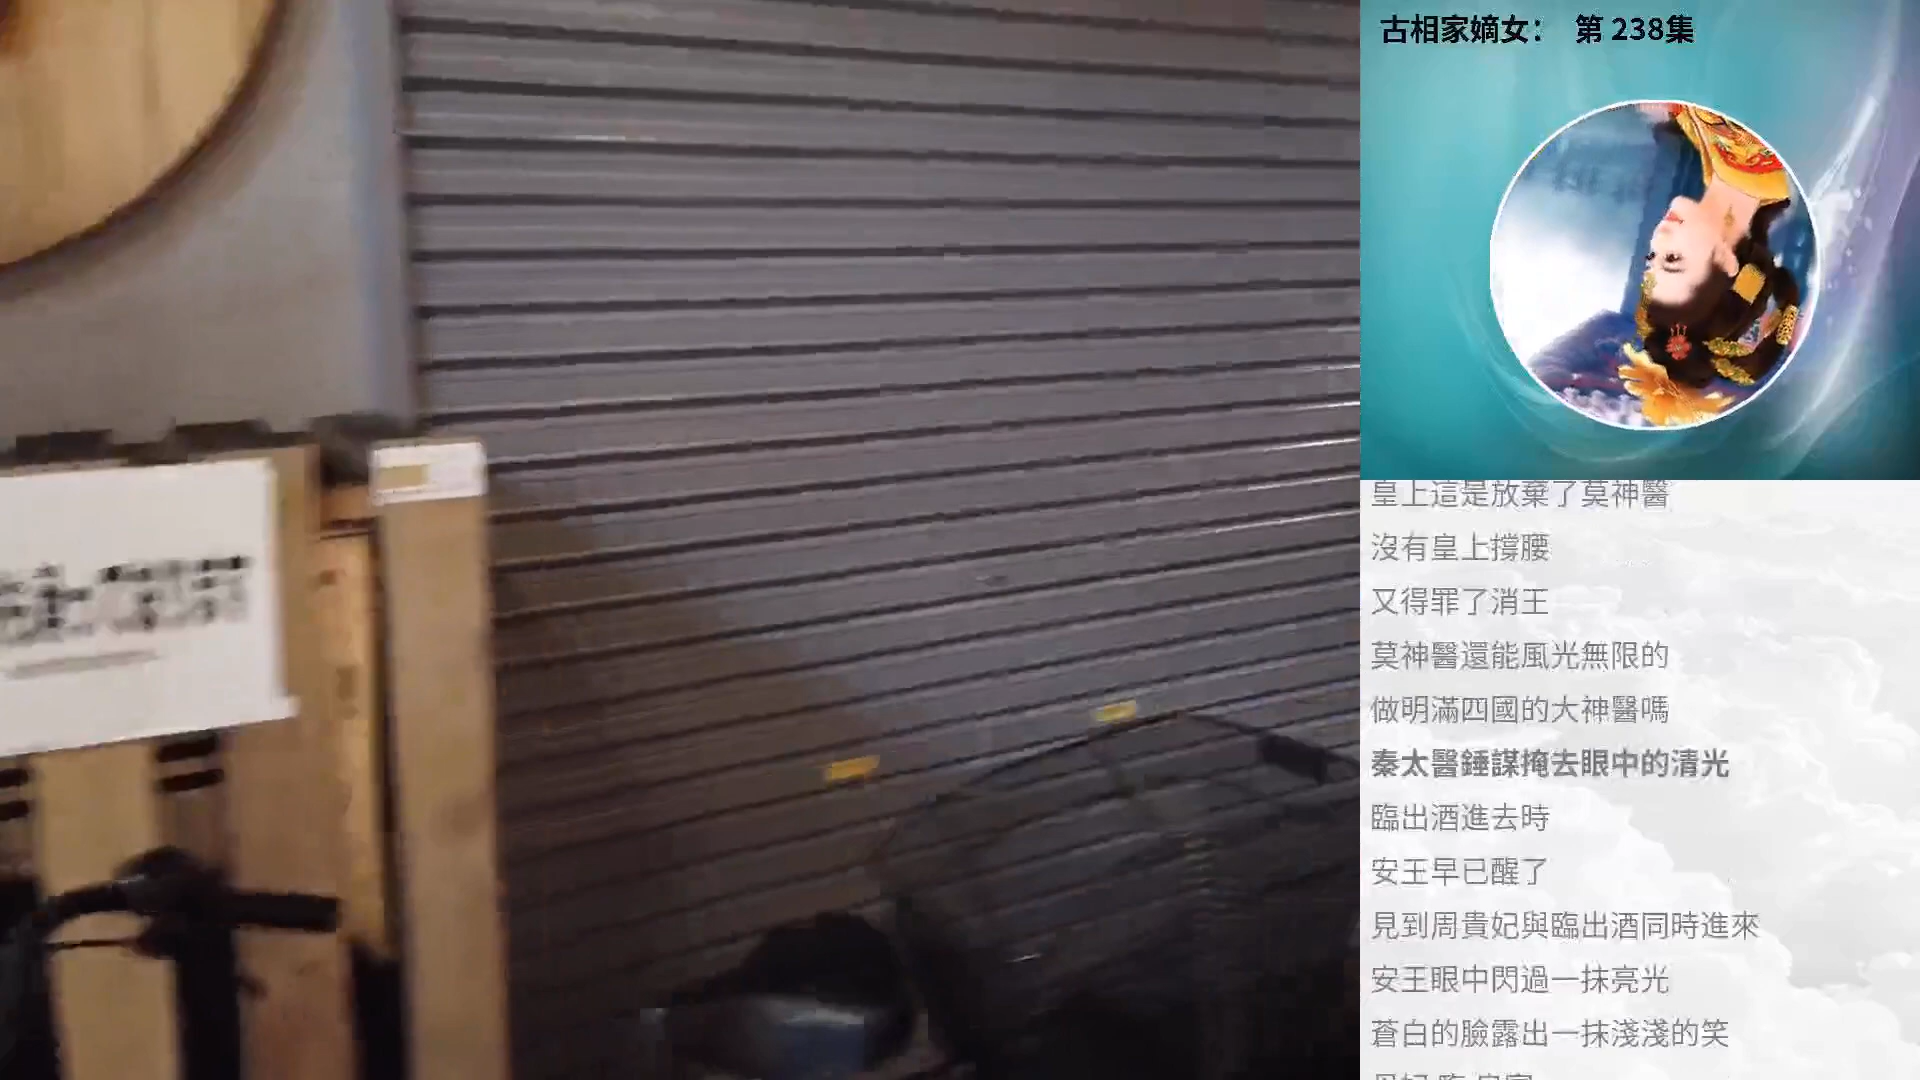 古相家嫡女： 第 238集
皇上這是放棄了莫神醫
沒有皇上撐腰
又得罪了消王
莫神醫還能風光無限的
做明滿四國的大神醫嗎
秦太醫錘謀掩去眼中的清光
臨出酒進去時
安王早已醒了
見到周貴妃與臨出酒同時進來
安王眼中閃過一抹亮光
蒼白的臉露出一抹淺淺的笑